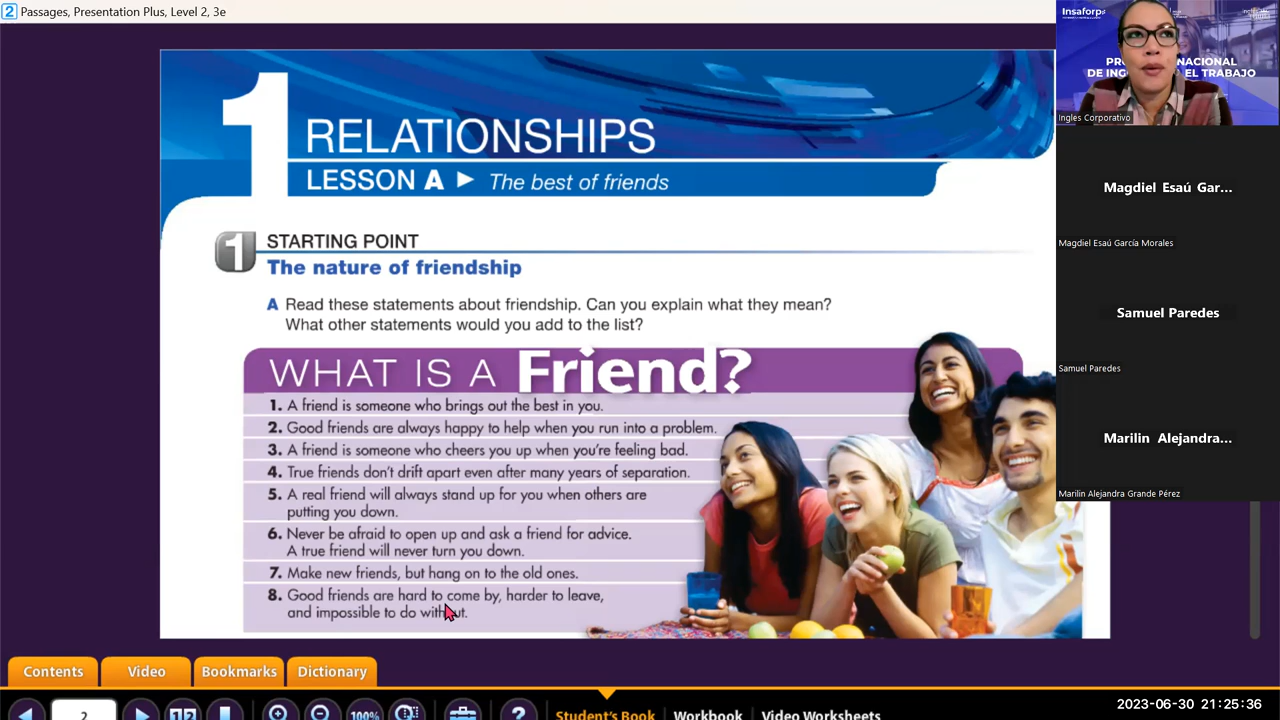 Passages, Presentation Plus, Level 2, 3e
1 RELATIONSHIPS
LESSON A ► The best of friends
1 STARTING POINT
The nature of friendship
A Read these statements about friendship. Can you explain what they mean?
What other statements would you add to the list?
WHAT IS A Friend?
1. A friend is someone who brings out the best in you.
2. Good friends are always happy to help when you run into a problem.
3. A friend is someone who cheers you up when you're feeling bad.
4. True friends don't drift apart even after many years of separation.
5. A real friend will always stand up for you when others are
putting you down.
6. Never be afraid to open up and ask a friend for advice.
A true friend will never turn you down.
7. Make new friends, but hang on to the old ones.
8. Good friends are hard to come by, harder to leave,
and impossible to do without.
Insaforp
DE ING EL TRABAJO
Ingles Corporativo
Magdiel Esaú Gar...
Magdiel Esaú García Morales
Samuel Paredes
Samuel Paredes
Marilin Alejandra...
Marilin Alejandra Grande Pérez
Contents Video Bookmarks Dictionary
2 1 2 100% ?
Student's Book Workbook Video Worksheets
2023-06-30 21:25:36